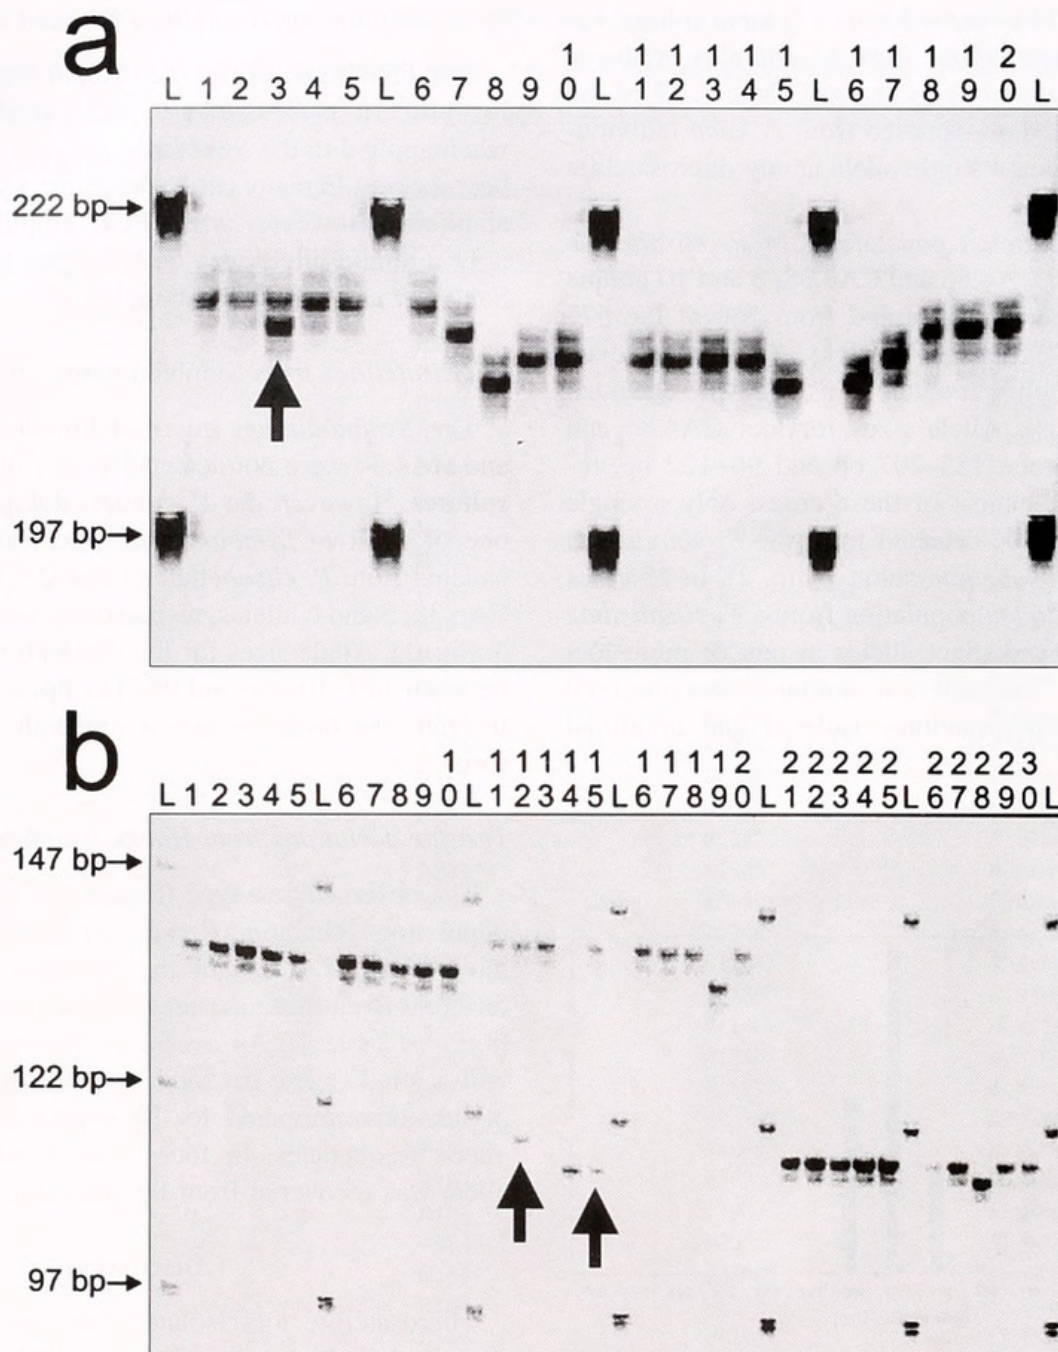 a
1 1 1 1 1 1 1 1 1 1 2
L 1 2 3 4 5 L 6 7 8 9 0 L 1 2 3 4 5 L 6 7 8 9 0 L
222 bp
197 bp
b
1 1 1 1 1 1 1 1 1 1 2 2 2 2 2 2 2 2 2 2 3
L 1 2 3 4 5 L 6 7 8 9 0 L 1 2 3 4 5 L 6 7 8 9 0 L 1 2 3 4 5 L 6 7 8 9 0 L
147 bp
122 bp
97 bp